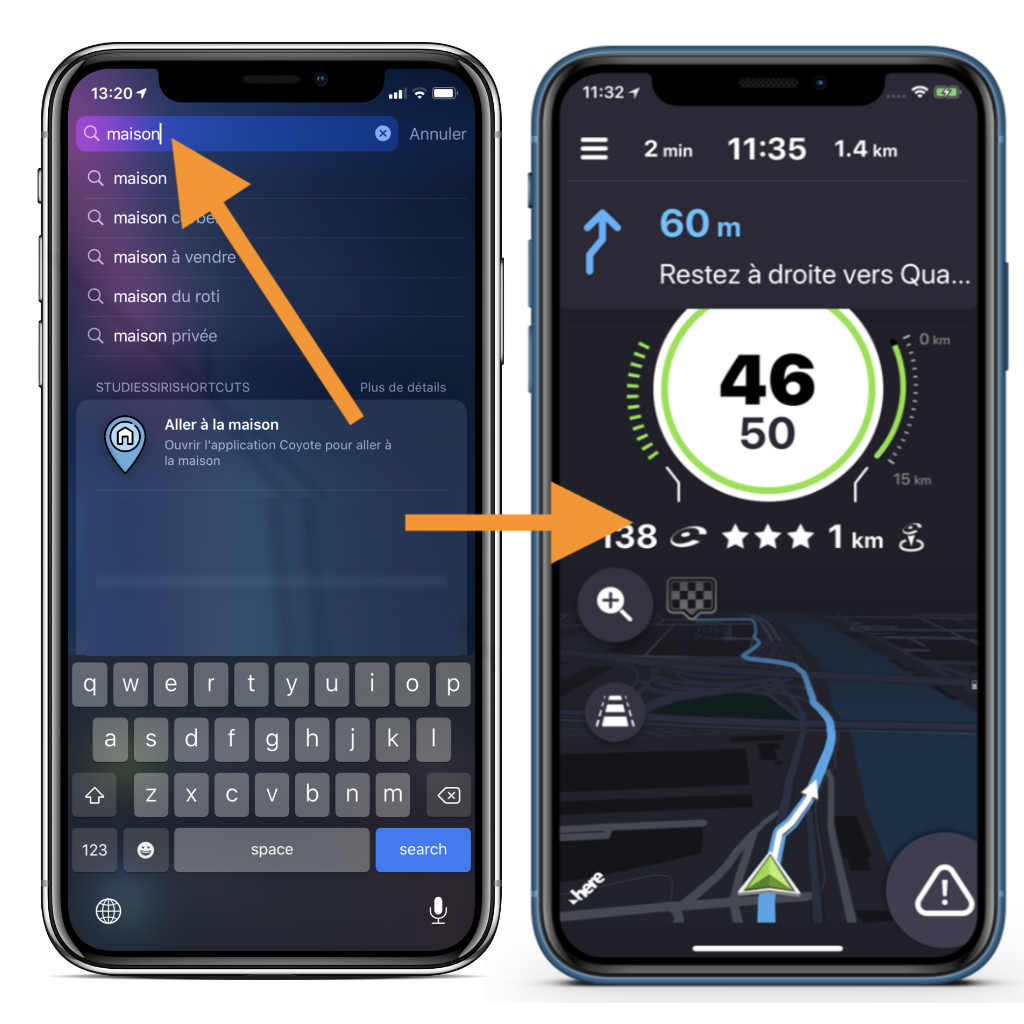 13:20
maison
Annuler
maison
maison
maison à vendre
maison du roti
maison privée
STUDIESSIRISHORTCUTS
Plus de détails
Aller à la maison
Ouvrir l'application Coyote pour aller à
la maison
q w e r t y u i o p
a s d f g h j k l
z x c v b n m
123
space
search
11:32
2 min
11:35
1.4 km
60 m
Restez à droite vers Qua...
46
50
0 km
15 km
138
1 km
here